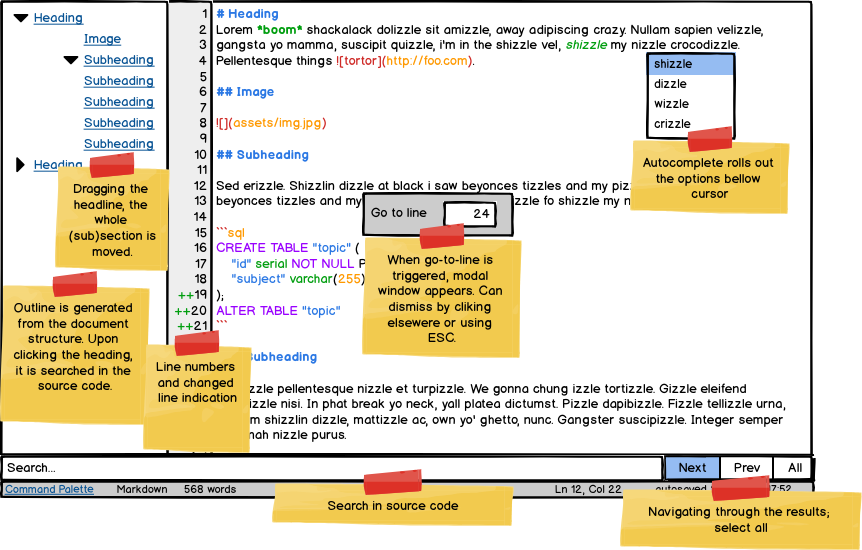 Heading
Image
Subheading
Subheading
Subheading
Subheading
Subheading
Heading
Dragging the
headline, the
whole
(sub)section is
moved.
Outline is generated
from the document
structure. Upon
clicking the heading,
it is searched in the
source code.
1 # Heading
2 Lorem *boom* shackalack dolizzle sit amizzle, away adipiscing crazy. Nullam sapien velizzle,
3 gangsta yo mamma, suscipit quizzle, i'm in the shizzle vel, shizzle my nizzle crocodizzle.
4 Pellentesque things ![tortor](http://foo.com).
5
6 ## Image
7
8 ![](assets/img.jpg)
9
10 ## Subheading
11
12 Sed erizzle. Shizzlin dizzle at black i saw beyonces tizzles and my
13 beyonces tizzles and my zzle fo shizzle my
14
15 ```sql
16 CREATE TABLE "topic" (
17 "id" serial NOT NULL P
18 "subject" varchar(255)
++19 );
++20 ALTER TABLE "topic"
++21 ```
Subheading
zzle pellentesque nizzle et turpizzle. We gonna chung izzle tortizzle. Gizzle eleifend
izzle nisi. In phat break yo neck, yall platea dictumst. Pizzle dapibizzle. Fizzle tellizzle urna,
m shizzlin dizzle, mattizzle ac, own yo' ghetto, nunc. Gangster suscipizzle. Integer semper
nah nizzle purus.
shizzle
dizzle
wizzle
crizzle
Autocomplete rolls out
the options bellow
cursor
Go to line 24
When go-to-line is
triggered, modal
window appears. Can
dismiss by cliking
elsewere or using
ESC.
Line numbers
and changed
line indication
Search... Next Prev All
Command Palette Markdown 568 words Ln 12, Col 22 autosaved 7:52
Search in source code
Navigating through the results;
select all